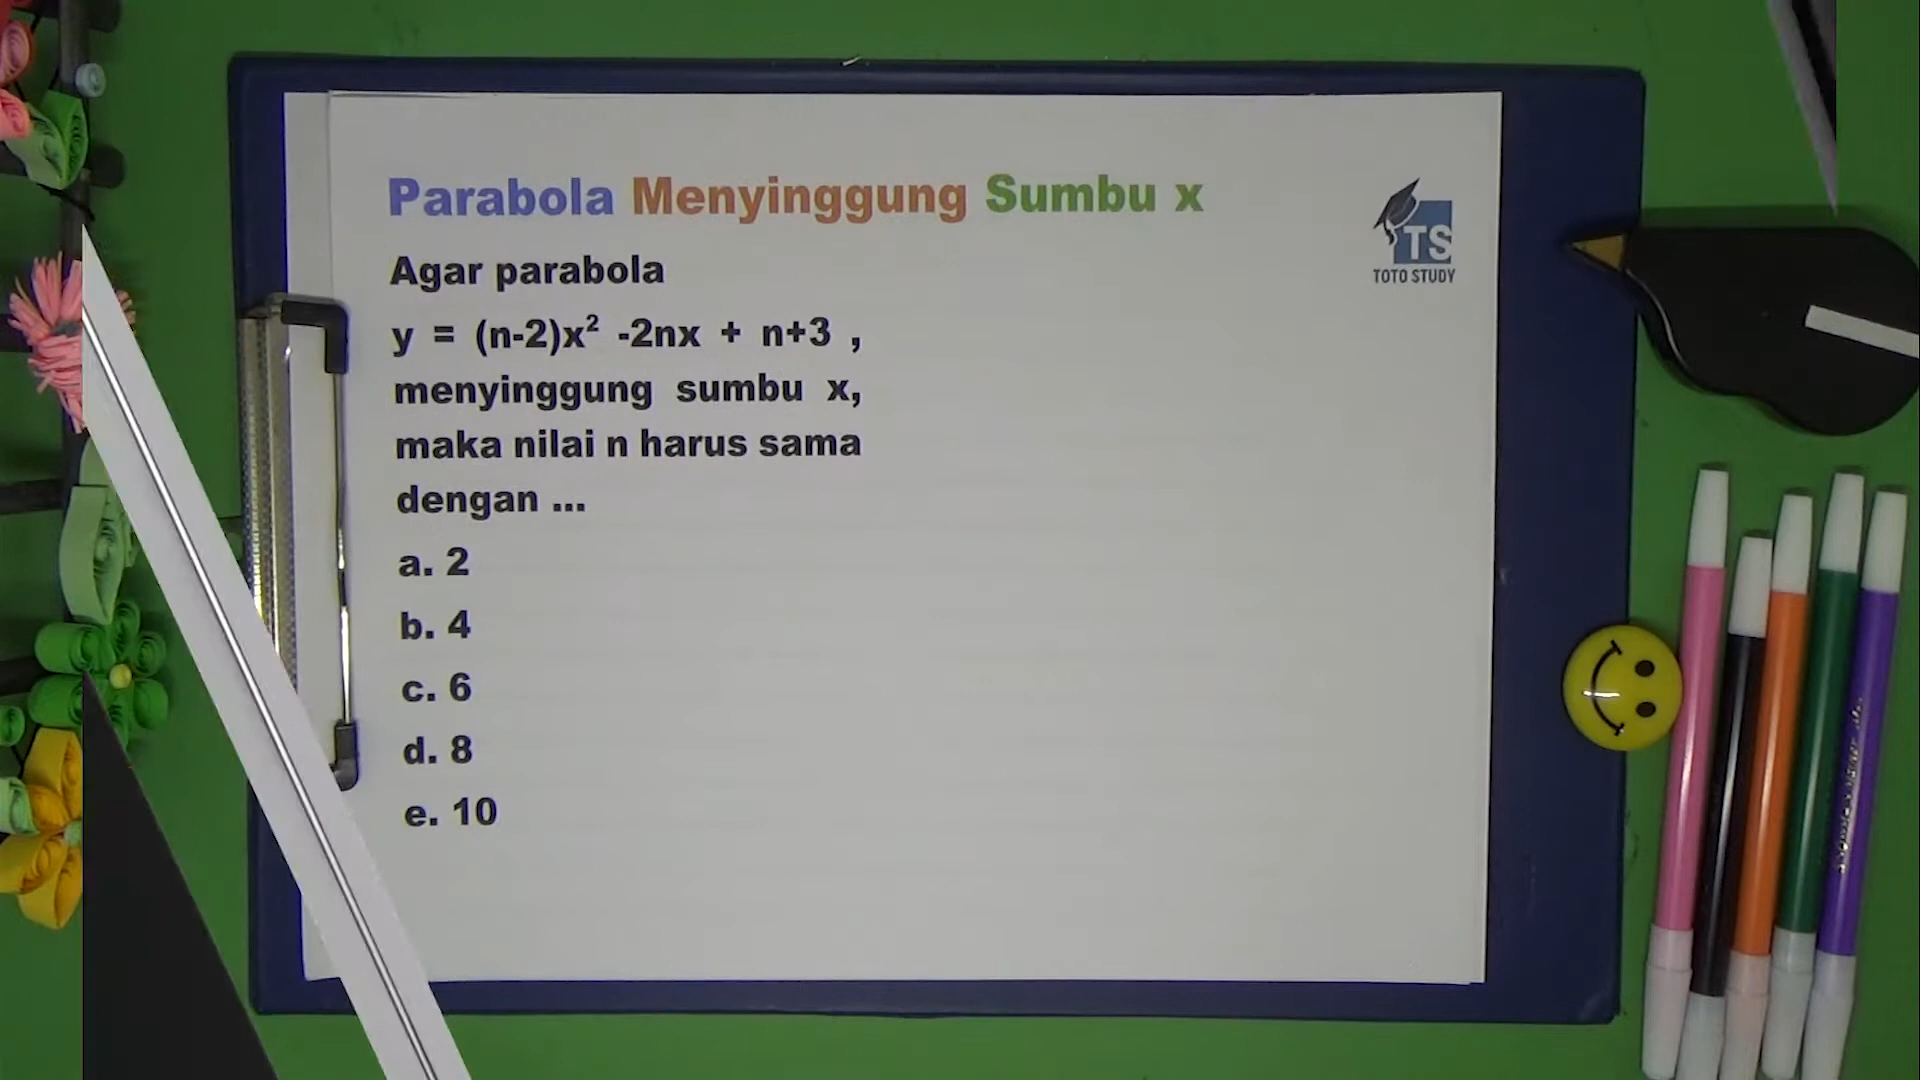 Parabola Menyinggung Sumbu x
TS
TOTO STUDY
Agar parabola
y = (n-2)x² -2nx + n+3 ,
menyinggung sumbu x,
maka nilai n harus sama
dengan ...
a. 2
b. 4
c. 6
d. 8
e. 10